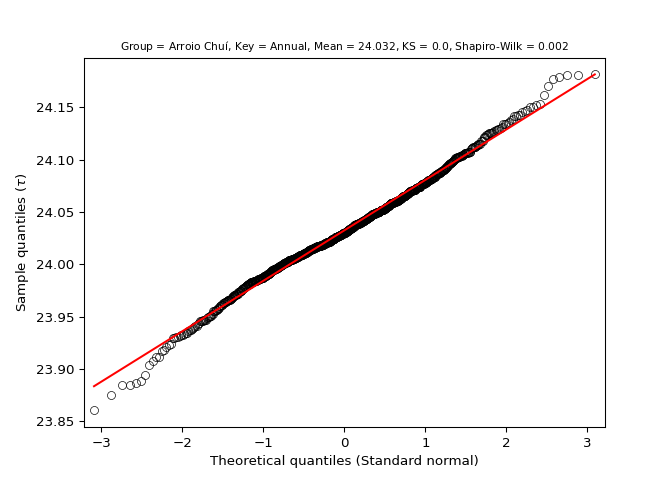 Group = Arroio Chuí, Key = Annual, Mean = 24.032, KS = 0.0, Shapiro-Wilk = 0.002
24.15
24.10
24.05
24.00
23.95
23.90
23.85
Sample quantiles (τ)
−3 −2 −1 0 1 2 3
Theoretical quantiles (Standard normal)